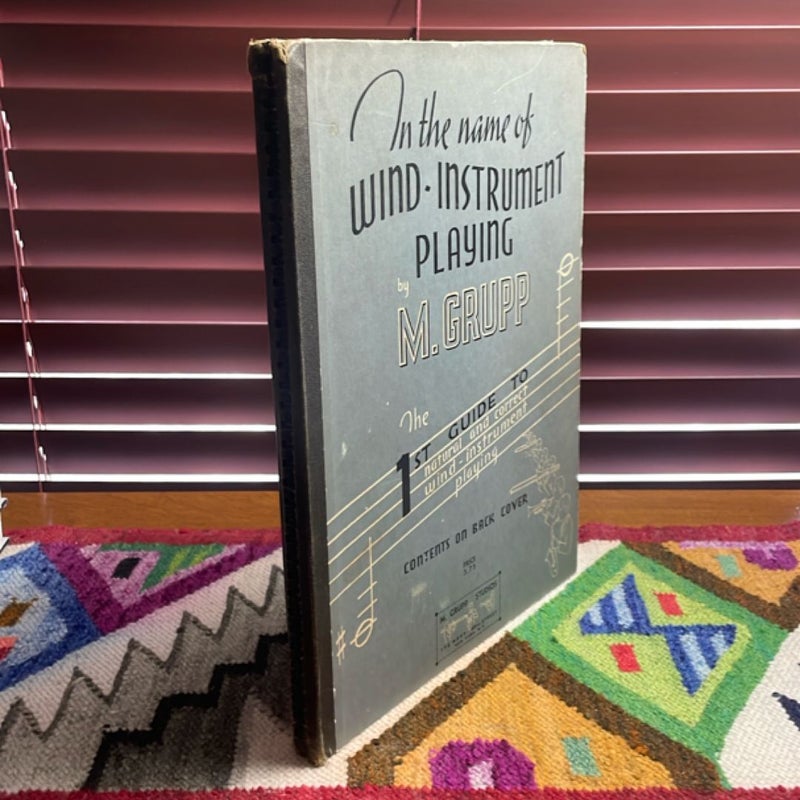 In the name of
WIND-INSTRUMENT
PLAYING
by
M. GRUPP
The
1ST GUIDE TO
natural and correct
wind-instrument
playing
CONTENTS ON BACK COVER
PRICE
M. GRUPP STUDIOS